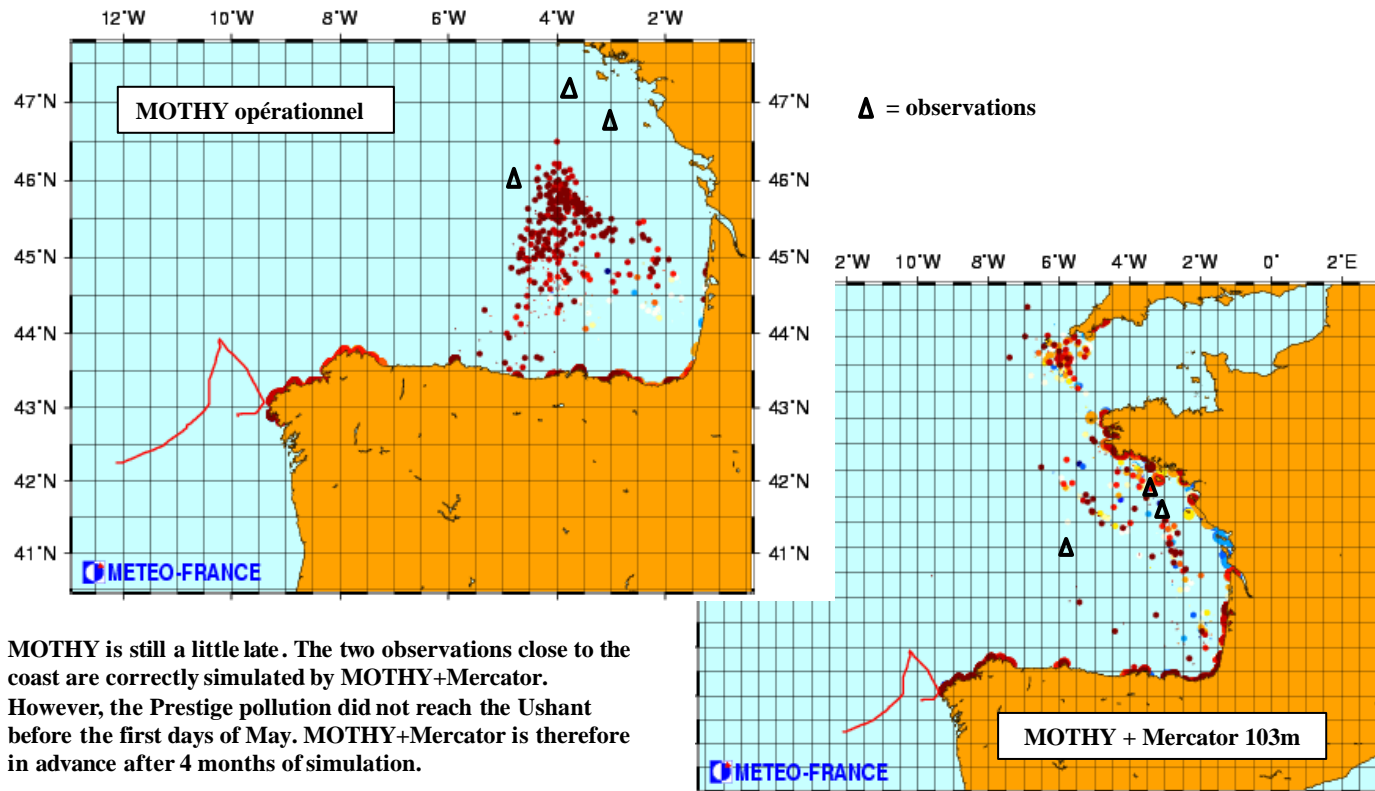 12°W 10°W 8°W 6°W 4°W 2°W
MOTHY opérationnel
47°N 47°N
46°N 46°N
45°N 45°N
44°N 44°N
43°N 43°N
42°N 42°N
41°N 41°N
METEO-FRANCE
Δ = observations
2°W 10°W 8°W 6°W 4°W 2°W 0° 2°E
MOTHY + Mercator 103m
METEO-FRANCE
MOTHY is still a little late. The two observations close to the
coast are correctly simulated by MOTHY+Mercator.
However, the Prestige pollution did not reach the Ushant
before the first days of May. MOTHY+Mercator is therefore
in advance after 4 months of simulation.